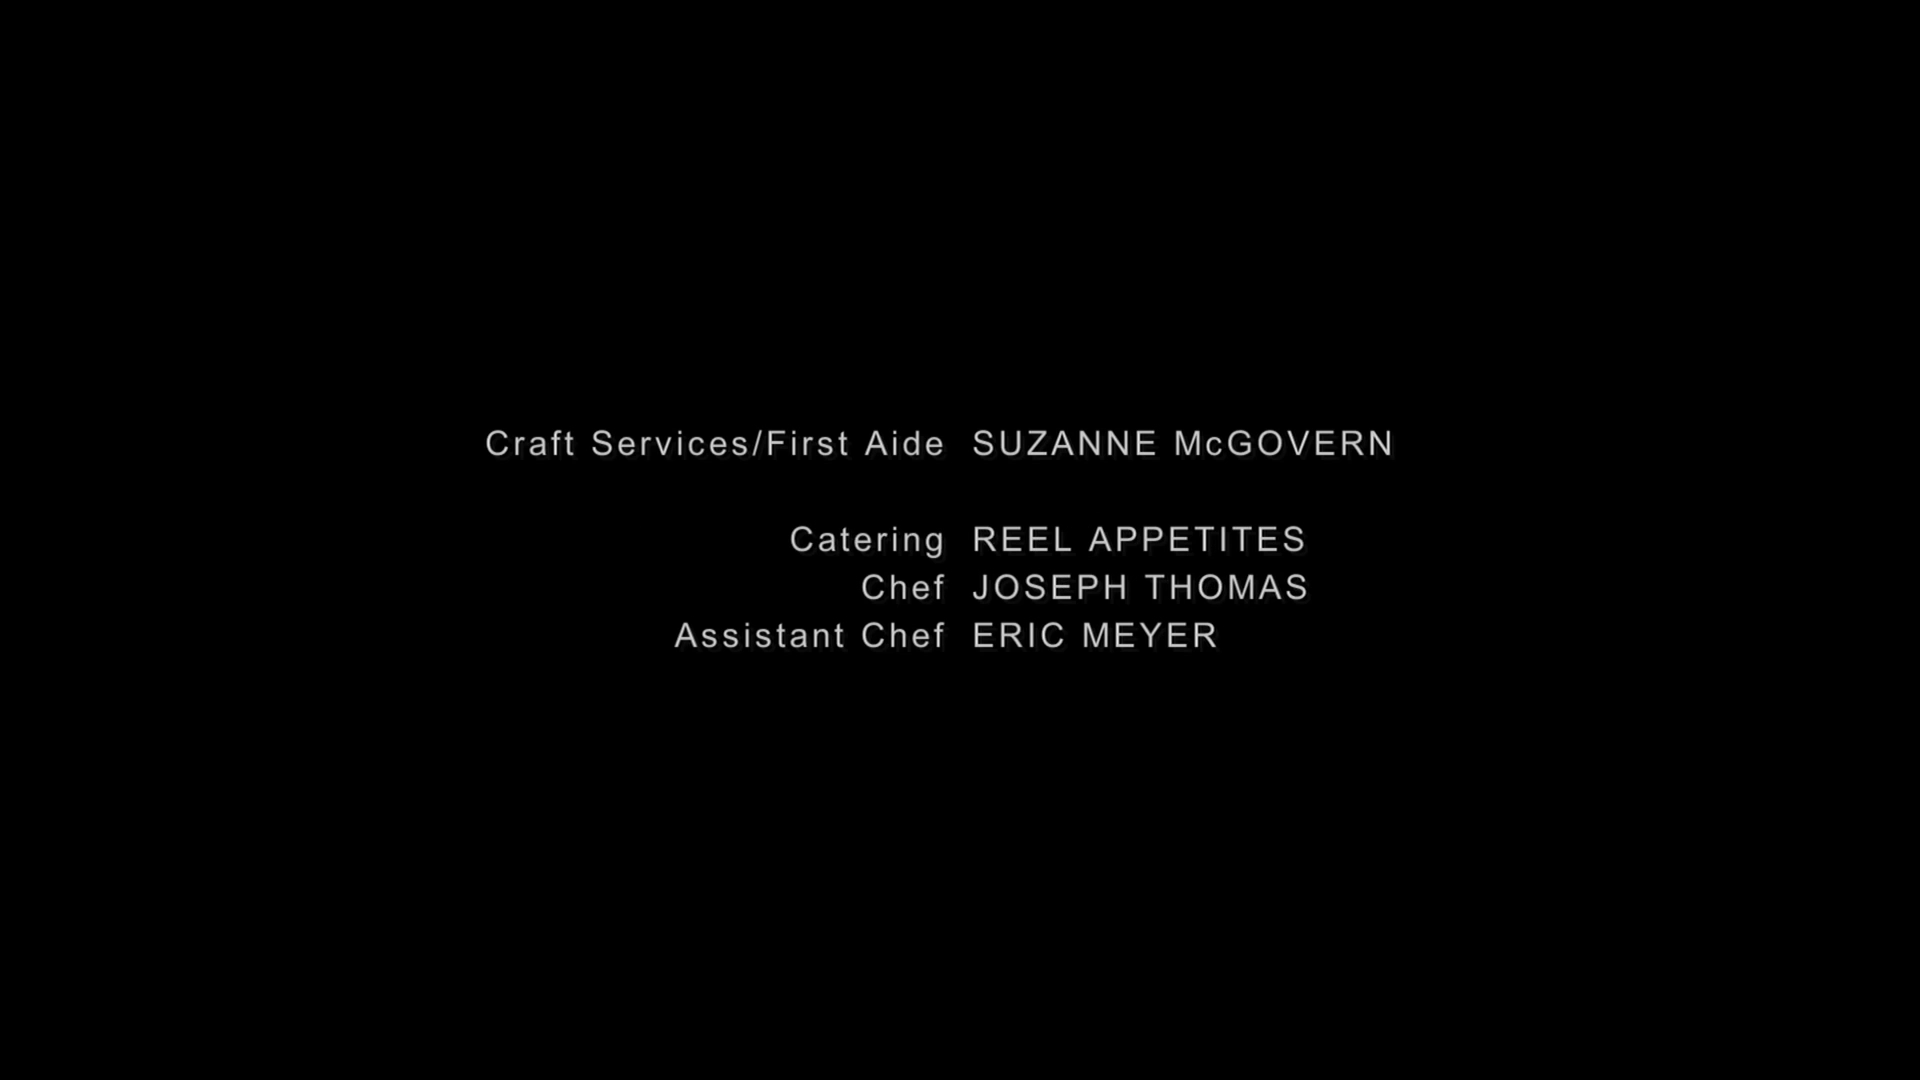 Craft Services/First Aide SUZANNE McGOVERN
Catering REEL APPETITES
Chef JOSEPH THOMAS
Assistant Chef ERIC MEYER